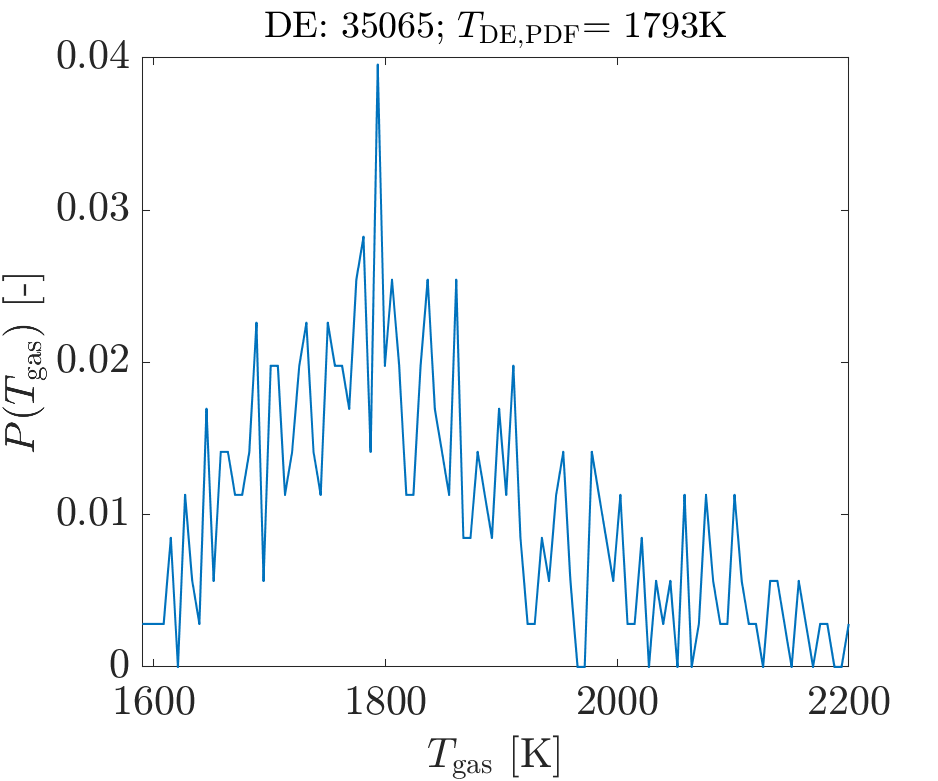 DE: 35065; T_DE,PDF= 1793K
0.04
0.03
0.02
0.01
0
P(T_gas) [-]
1600 1800 2000 2200
T_gas [K]